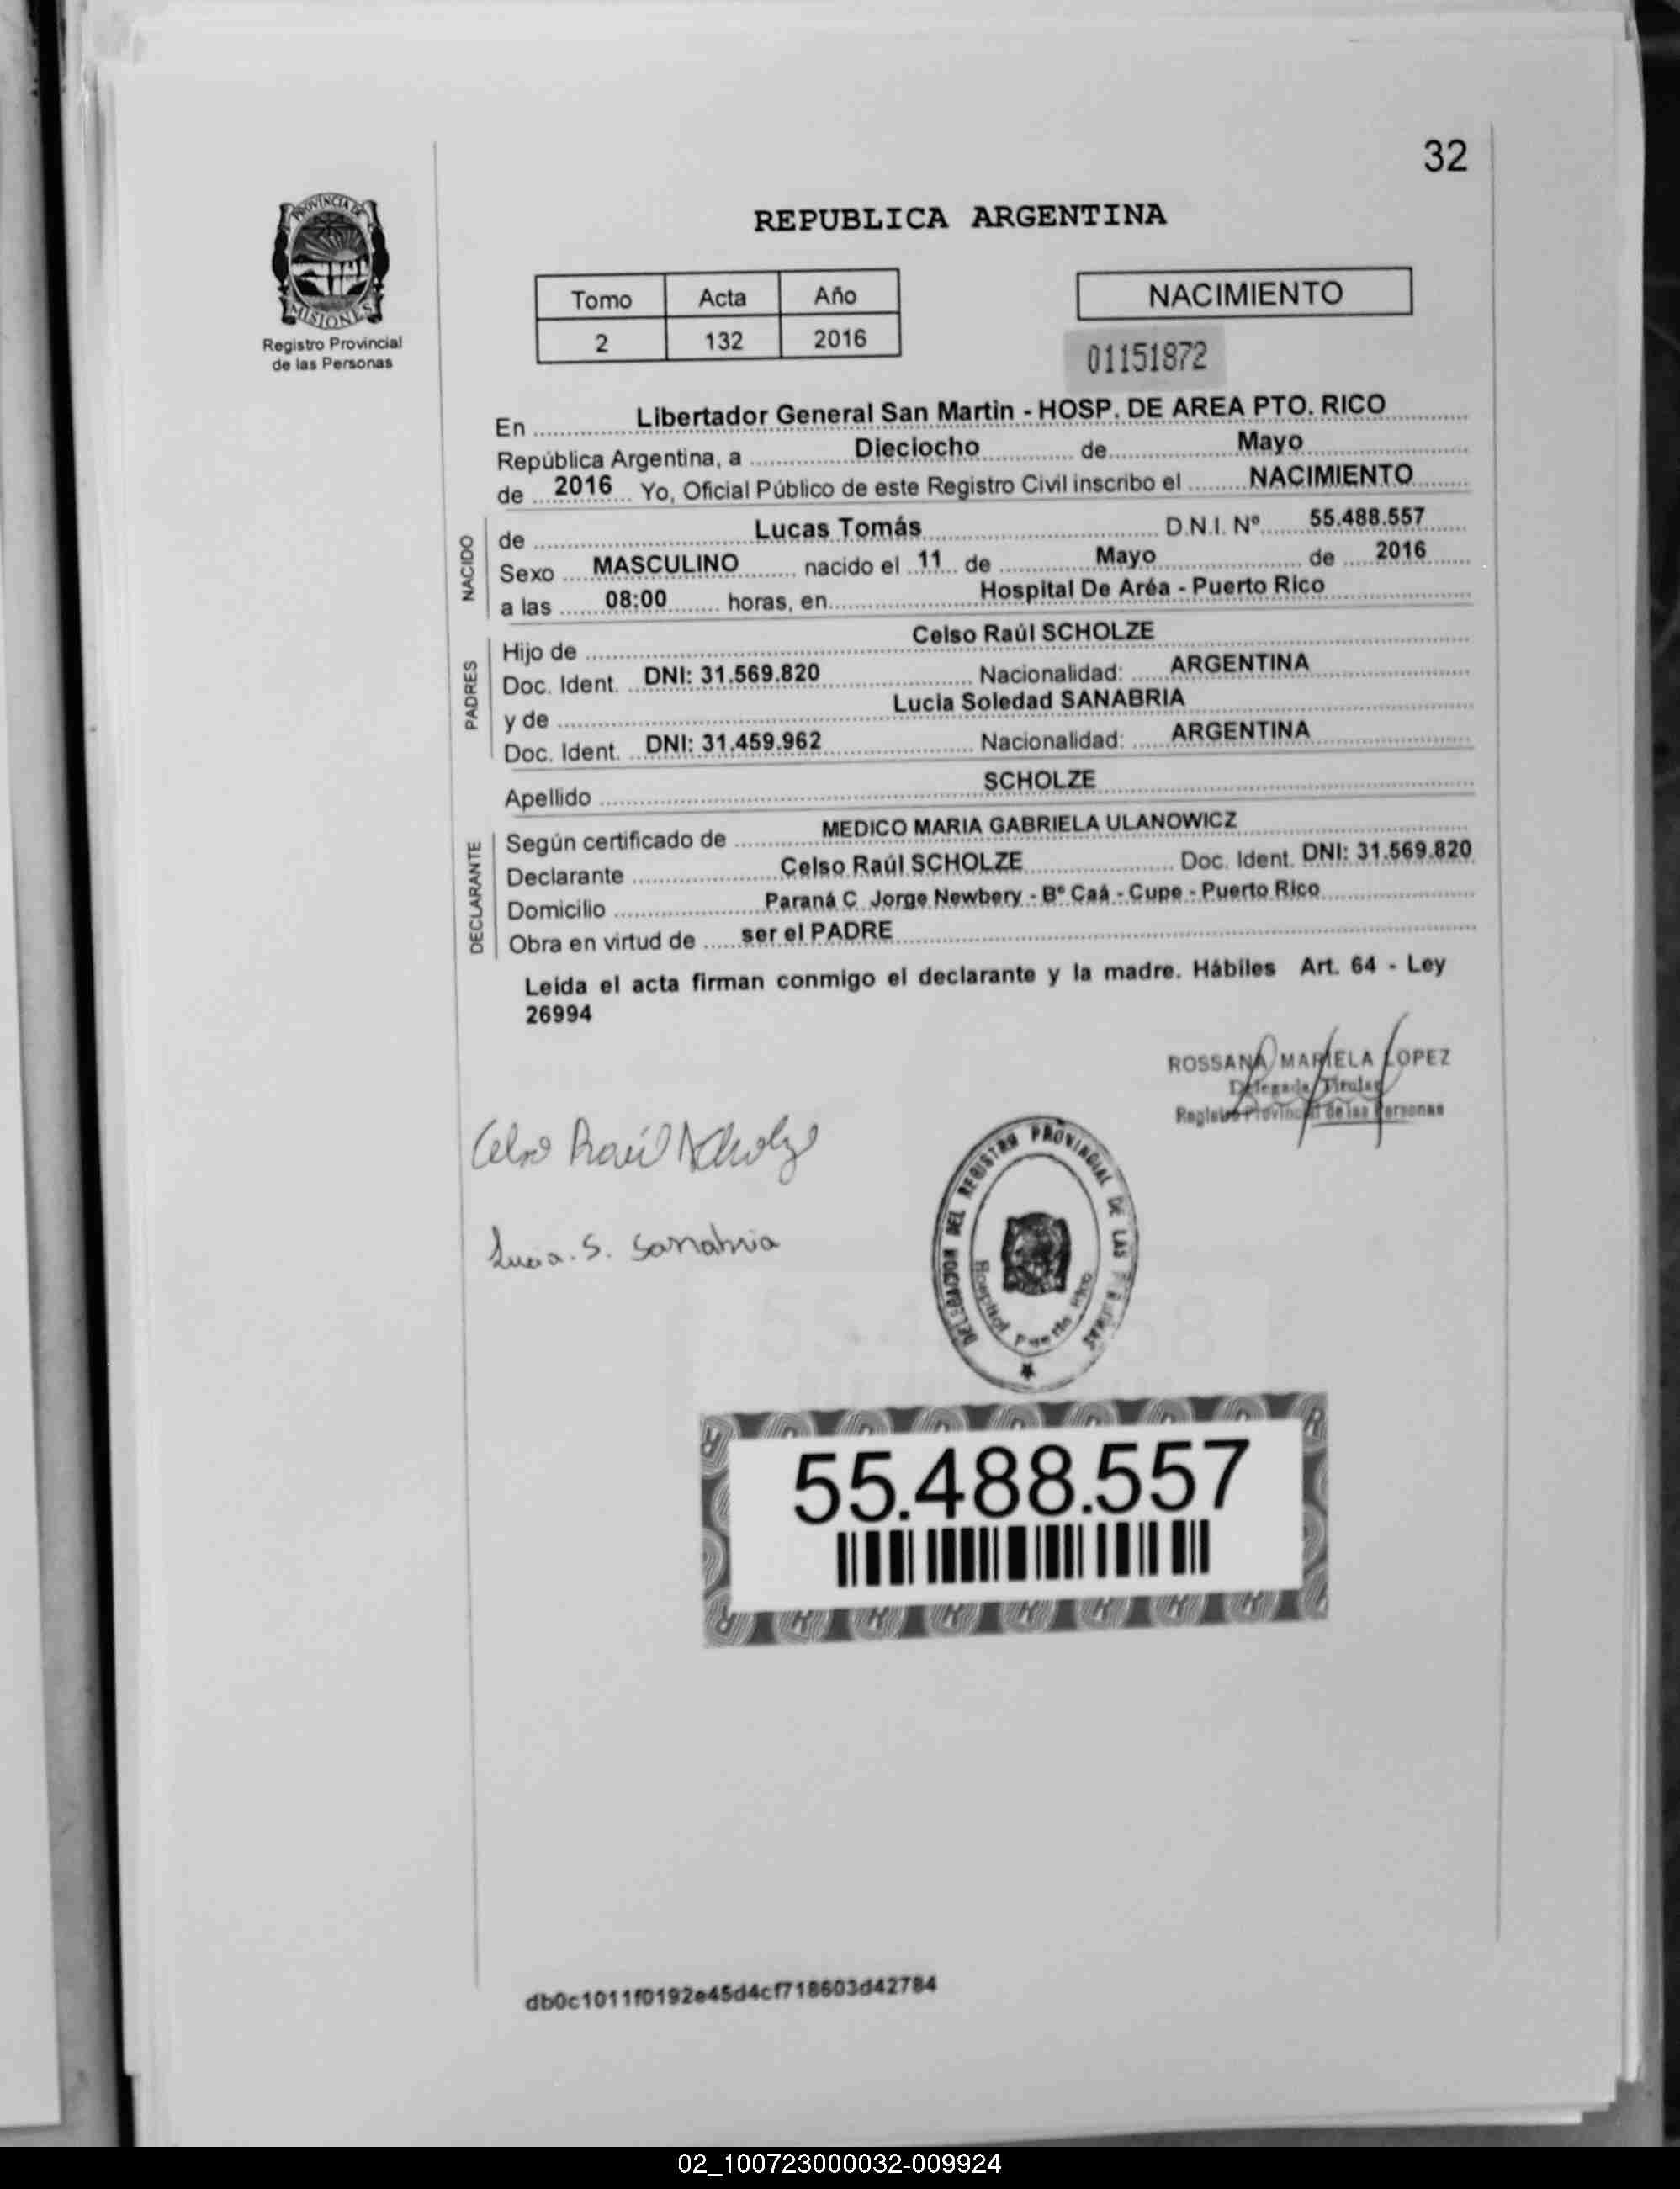 32
PROVINCIA DE
MISIONES
Registro Provincial
de las Personas
REPUBLICA ARGENTINA
Tomo Acta Año
2 132 2016
NACIMIENTO
01151872
En Libertador General San Martin - HOSP. DE AREA PTO. RICO
República Argentina, a Dieciocho de Mayo
de 2016 Yo, Oficial Público de este Registro Civil inscribo el NACIMIENTO
NACIDO
de Lucas Tomás D.N.I. Nº 55.488.557
Sexo MASCULINO nacido el 11 de Mayo de 2016
a las 08:00 horas, en Hospital De Aréa - Puerto Rico
PADRES
Hijo de Celso Raúl SCHOLZE
Doc. Ident. DNI: 31.569.820 Nacionalidad: ARGENTINA
y de Lucia Soledad SANABRIA
Doc. Ident. DNI: 31.459.962 Nacionalidad: ARGENTINA
Apellido SCHOLZE
DECLARANTE
Según certificado de MEDICO MARIA GABRIELA ULANOWICZ
Declarante Celso Raúl SCHOLZE Doc. Ident. DNI: 31.569.820
Domicilio Paraná C Jorge Newbery - Bº Caá - Cupe - Puerto Rico
Obra en virtud de ser el PADRE
Leida el acta firman conmigo el declarante y la madre. Hábiles Art. 64 - Ley
26994
ROSSANA MARIELA LOPEZ
Delegada Titular
Registro Provincial de las Personas
Celso Raúl Scholze
Lucia. S. Sanabria
DELEGACION DEL REGISTRO PROVINCIAL DE LAS PERSONAS
Hospital Puerto Rico
55.488.557
db0c1011f0192e45d4cf718603d42784
02_100723000032-009924